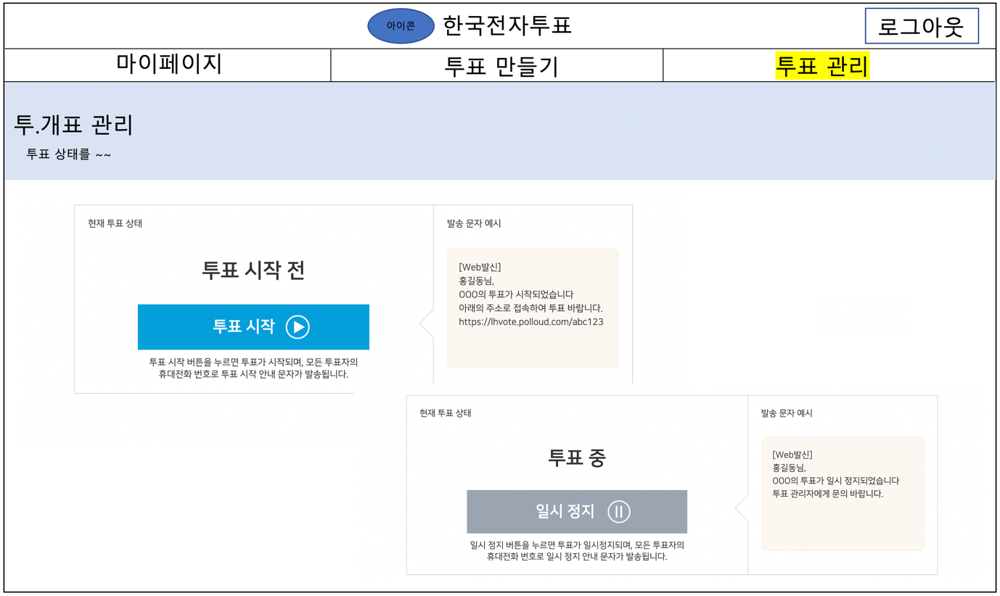 아이콘
한국전자투표
로그아웃
마이페이지
투표 만들기
투표 관리
투.개표 관리
투표 상태를 ~~
현재 투표 상태
투표 시작 전
투표 시작
투표 시작 버튼을 누르면 투표가 시작되며, 모든 투표자의
휴대전화 번호로 투표 시작 안내 문자가 발송됩니다.
발송 문자 예시
[Web발신]
홍길동님,
OOO의 투표가 시작되었습니다
아래의 주소로 접속하여 투표 바랍니다.
https://lhvote.polloud.com/abc123
현재 투표 상태
투표 중
일시 정지
일시 정지 버튼을 누르면 투표가 일시정지되며, 모든 투표자의
휴대전화 번호로 일시 정지 안내 문자가 발송됩니다.
발송 문자 예시
[Web발신]
홍길동님,
OOO의 투표가 일시 정지되었습니다
투표 관리자에게 문의 바랍니다.